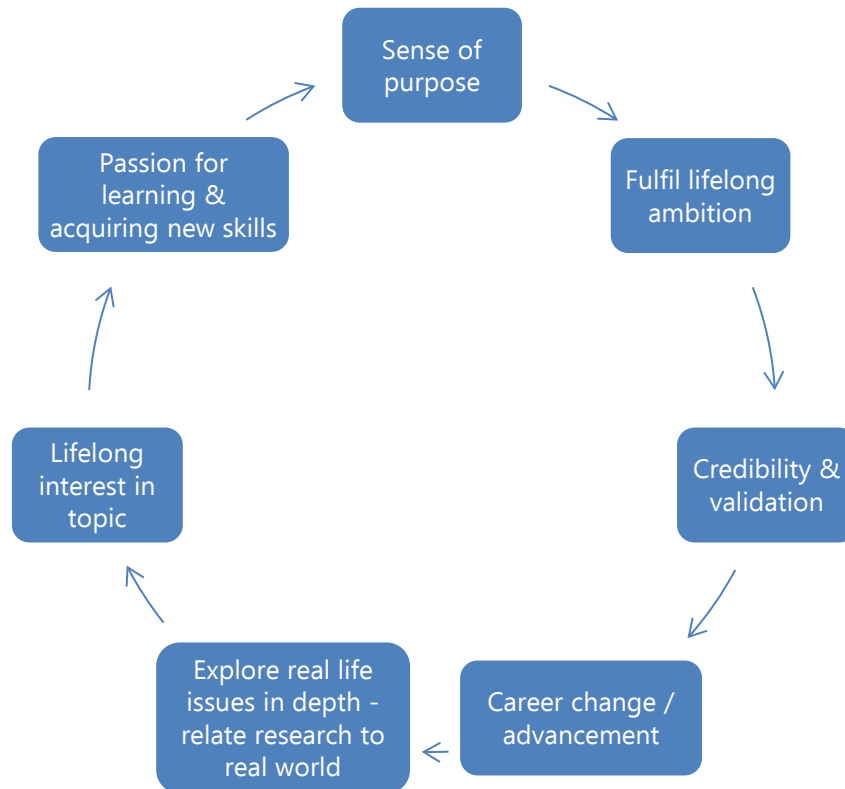 Sense of
purpose
Fulfil lifelong
ambition
Credibility &
validation
Career change /
advancement
Explore real life
issues in depth -
relate research to
real world
Lifelong
interest in
topic
Passion for
learning &
acquiring new skills